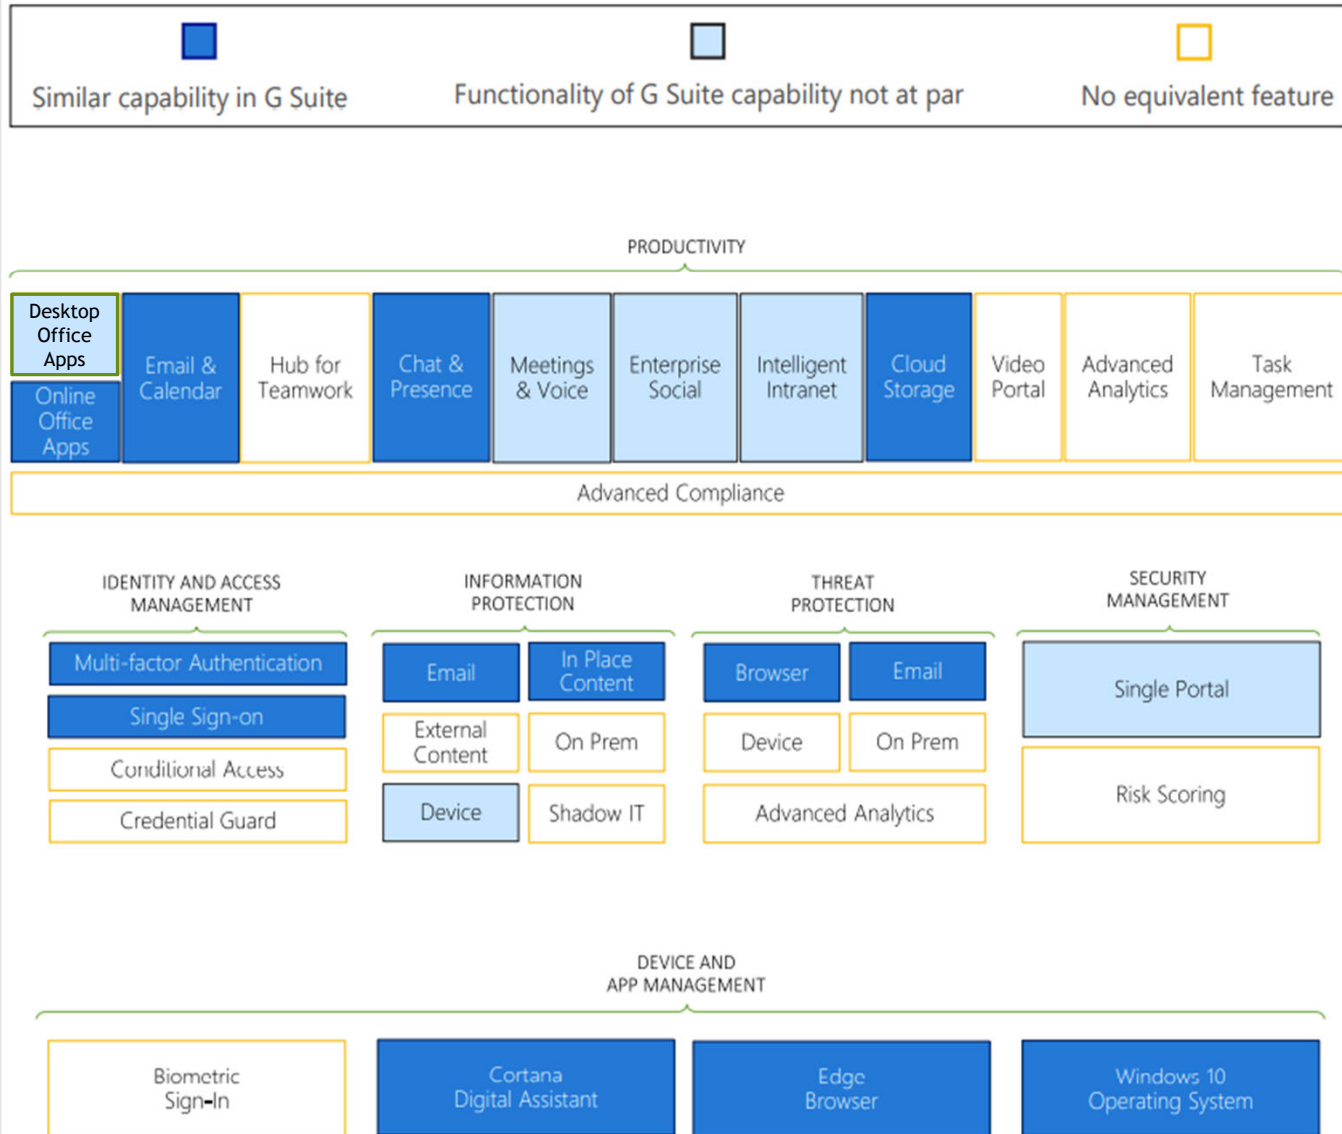 Similar capability in G Suite
Functionality of G Suite capability not at par
No equivalent feature
PRODUCTIVITY
Desktop
Office
Apps
Online
Office
Apps
Email &
Calendar
Hub for
Teamwork
Chat &
Presence
Meetings
& Voice
Enterprise
Social
Intelligent
Intranet
Cloud
Storage
Video
Portal
Advanced
Analytics
Task
Management
Advanced Compliance
IDENTITY AND ACCESS
MANAGEMENT
Multi-factor Authentication
Single Sign-on
Conditional Access
Credential Guard
INFORMATION
PROTECTION
Email
In Place
Content
External
Content
On Prem
Device
Shadow IT
THREAT
PROTECTION
Browser
Email
Device
On Prem
Advanced Analytics
SECURITY
MANAGEMENT
Single Portal
Risk Scoring
DEVICE AND
APP MANAGEMENT
Biometric
Sign-In
Cortana
Digital Assistant
Edge
Browser
Windows 10
Operating System